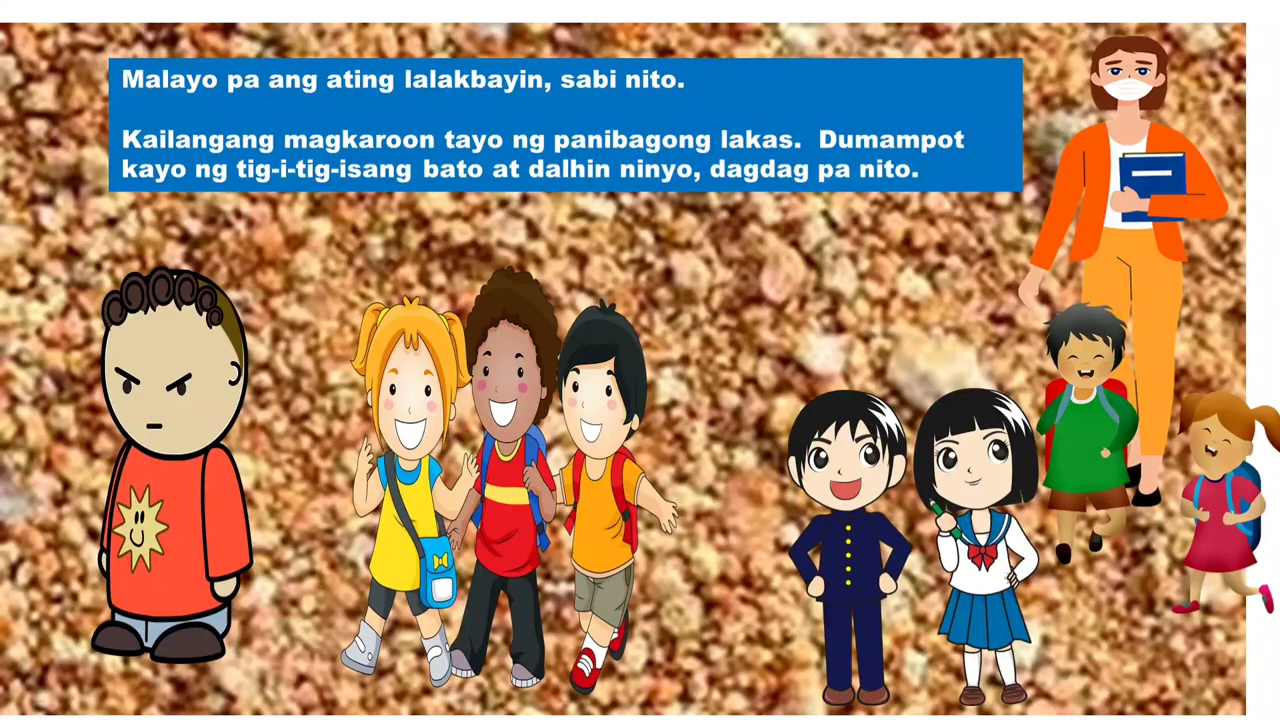 Malayo pa ang ating lalakbayin, sabi nito.
Kailangang magkaroon tayo ng panibagong lakas. Dumampot
kayo ng tig-i-tig-isang bato at dalhin ninyo, dagdag pa nito.